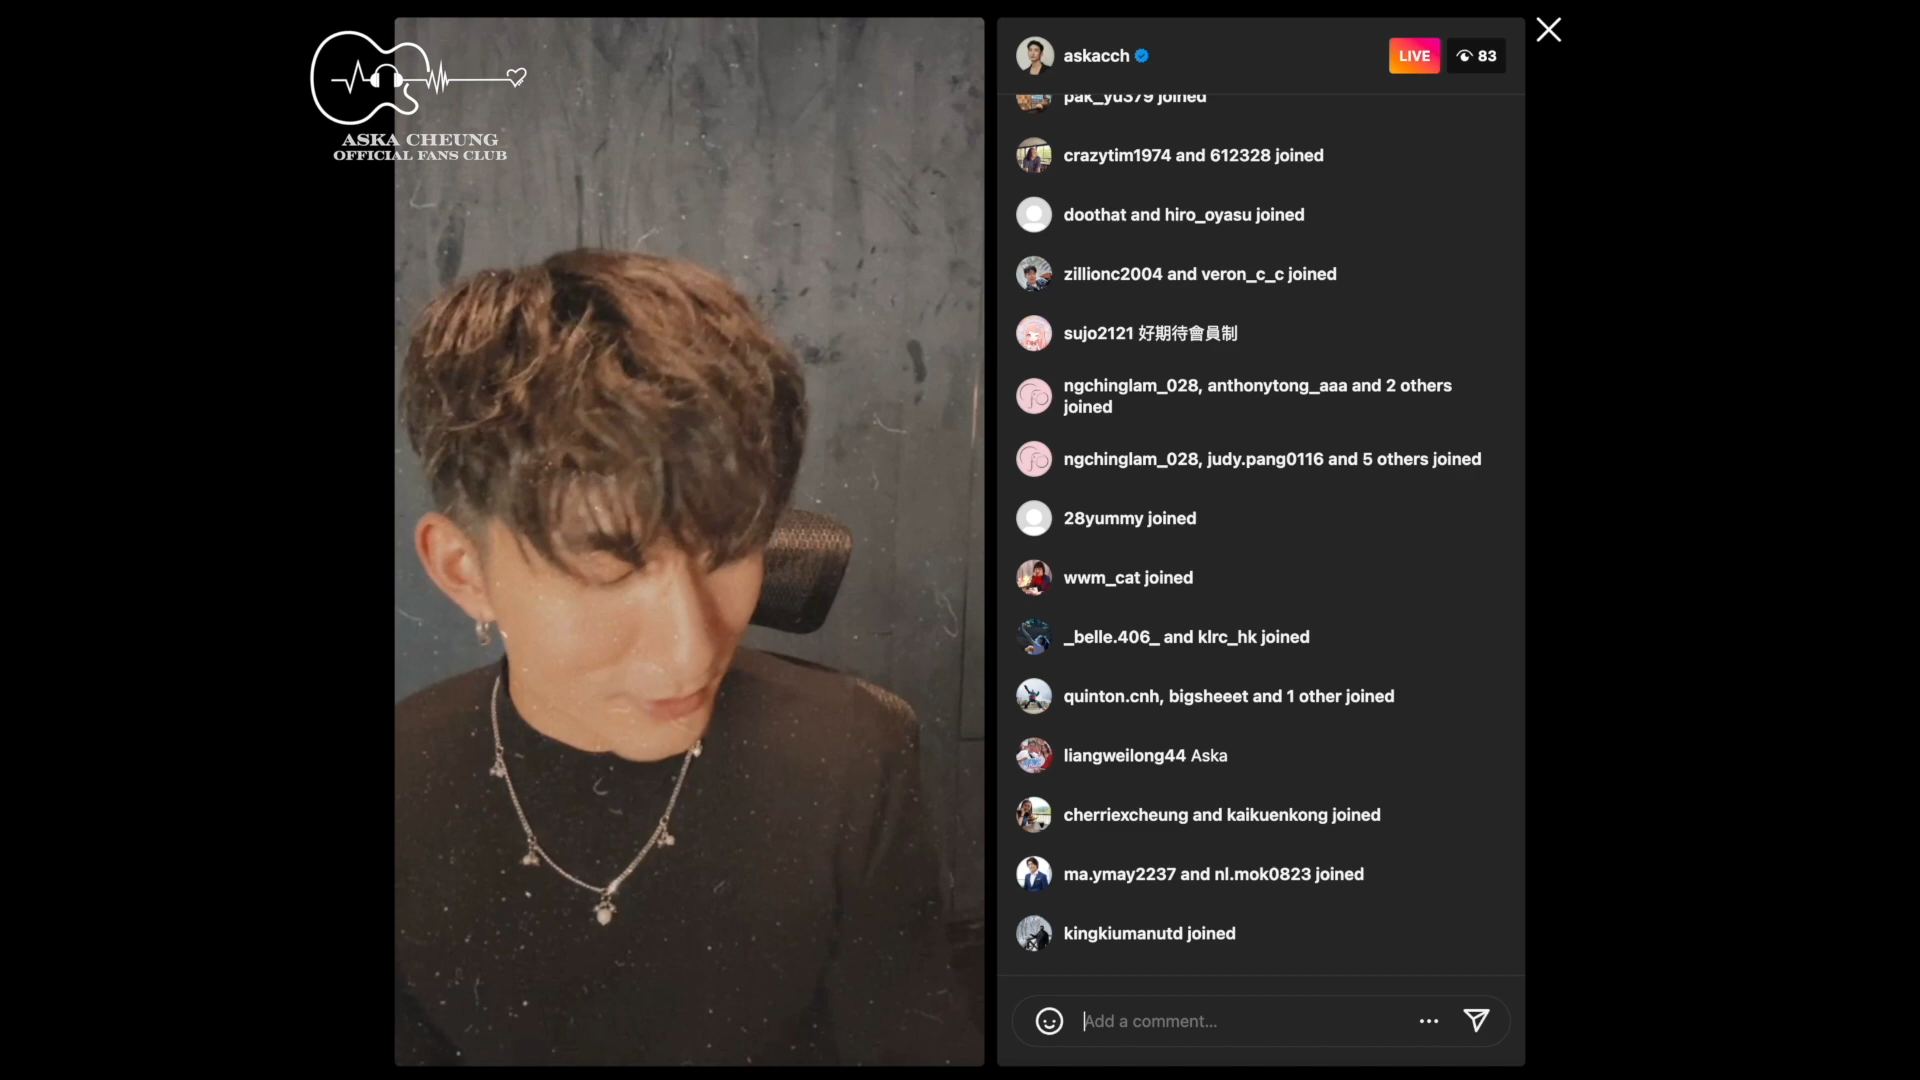 ASKA CHEUNG
OFFICIAL FANS CLUB
askacch
LIVE
83
pak_yu379 joined
crazytim1974 and 612328 joined
doothat and hiro_oyasu joined
zillionc2004 and veron_c_c joined
sujo2121 好期待會員制
ngchinglam_028, anthonytong_aaa and 2 others
joined
ngchinglam_028, judy.pang0116 and 5 others joined
28yummy joined
wwm_cat joined
_belle.406_ and klrc_hk joined
quinton.cnh, bigsheeet and 1 other joined
liangweilong44 Aska
cherriexcheung and kaikuenkong joined
ma.ymay2237 and nl.mok0823 joined
kingkiumanutd joined
Add a comment...